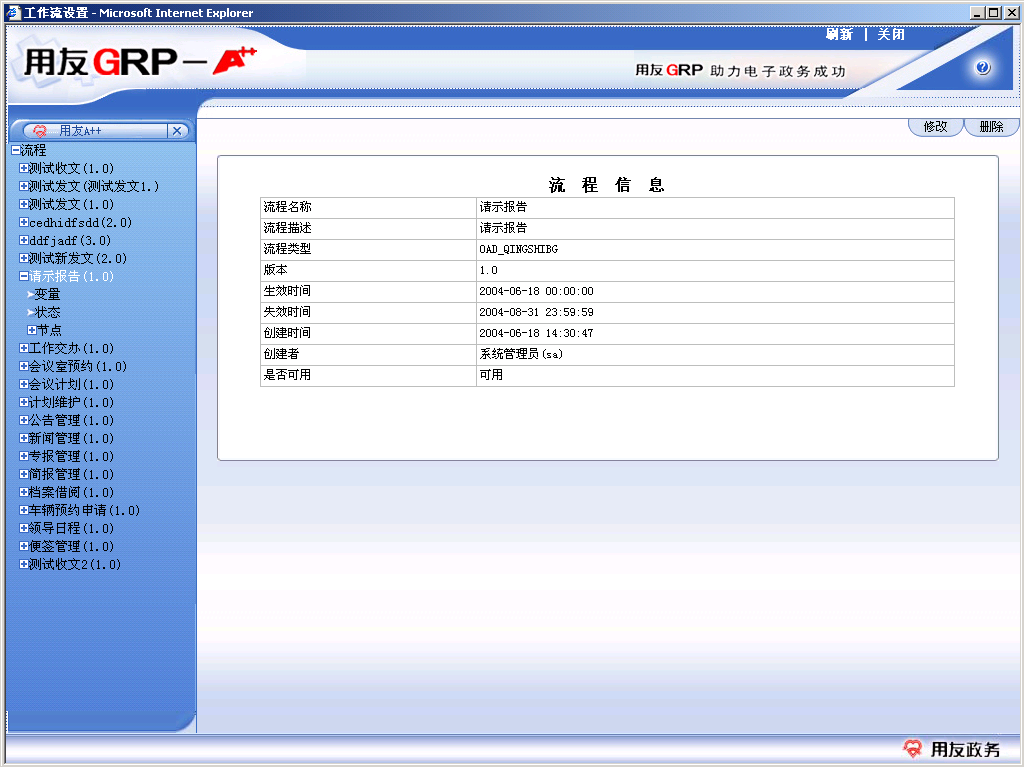 工作流设置 - Microsoft Internet Explorer
刷新 | 关闭
用友GRP—A++
用友GRP 助力电子政务成功
修改 删除
用友A++
流程
测试收文(1.0)
测试发文(测试发文1.)
测试发文(1.0)
cedhidfsdd(2.0)
ddfjadf(3.0)
测试新发文(2.0)
请示报告(1.0)
变量
状态
节点
工作交办(1.0)
会议室预约(1.0)
会议计划(1.0)
计划维护(1.0)
公告管理(1.0)
新闻管理(1.0)
专报管理(1.0)
简报管理(1.0)
档案借阅(1.0)
车辆预约申请(1.0)
领导日程(1.0)
便签管理(1.0)
测试收文2(1.0)
流 程 信 息
流程名称 请示报告
流程描述 请示报告
流程类型 OAD_QINGSHIBG
版本 1.0
生效时间 2004-06-18 00:00:00
失效时间 2004-08-31 23:59:59
创建时间 2004-06-18 14:30:47
创建者 系统管理员(sa)
是否可用 可用
用友政务